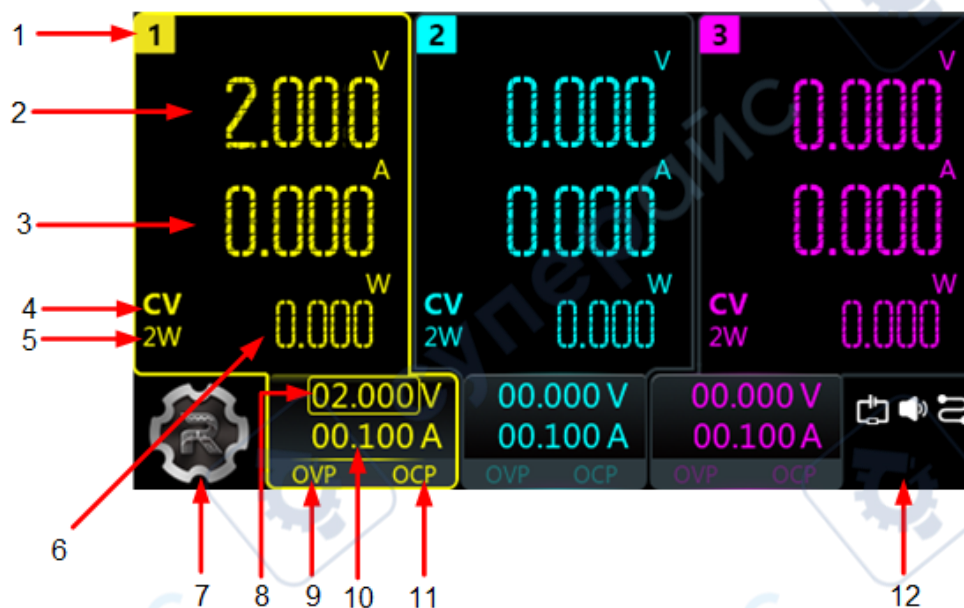 1
1
2
3
V
V
V
2
2.000
0.000
0.000
A
A
A
3
0.000
0.000
0.000
W
W
W
4
CV
CV
CV
5
2W
0.000
2W
0.000
2W
0.000
8
02.000 V
00.000 V
00.000 V
00.100 A
00.100 A
00.100 A
OVP OCP
OVP OCP
OVP OCP
6
7
8
9
10
11
12
суперайс